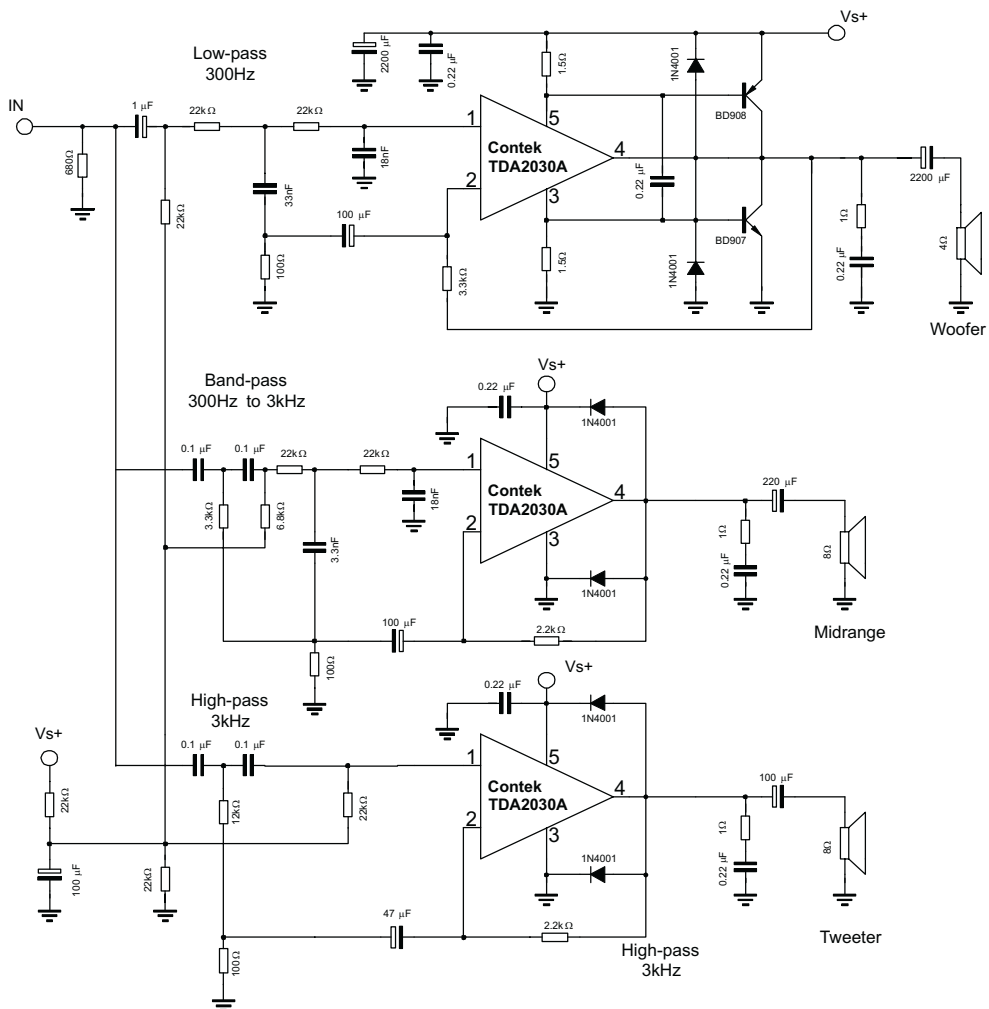 Vs+
Low-pass
300Hz
2200 μF
0.22 μF
1.5Ω
1N4001
IN
1 μF
22kΩ
22kΩ
680Ω
18nF
33nF
22kΩ
100 μF
100Ω
3.3kΩ
1
2
5
4
3
Contek
TDA2030A
0.22 μF
1.5Ω
1N4001
BD908
BD907
1Ω
0.22 μF
2200 μF
4Ω
Woofer
Band-pass
300Hz to 3kHz
Vs+
0.22 μF
1N4001
0.1 μF
0.1 μF
22kΩ
22kΩ
3.3kΩ
6.8kΩ
18nF
3.3nF
1
2
5
4
3
Contek
TDA2030A
1N4001
100 μF
2.2kΩ
100Ω
220 μF
1Ω
0.22 μF
8Ω
Midrange
High-pass
3kHz
Vs+
0.22 μF
1N4001
Vs+
0.1 μF
0.1 μF
22kΩ
12kΩ
22kΩ
100 μF
22kΩ
1
2
5
4
3
Contek
TDA2030A
1N4001
47 μF
2.2kΩ
100Ω
High-pass
3kHz
100 μF
1Ω
0.22 μF
8Ω
Tweeter